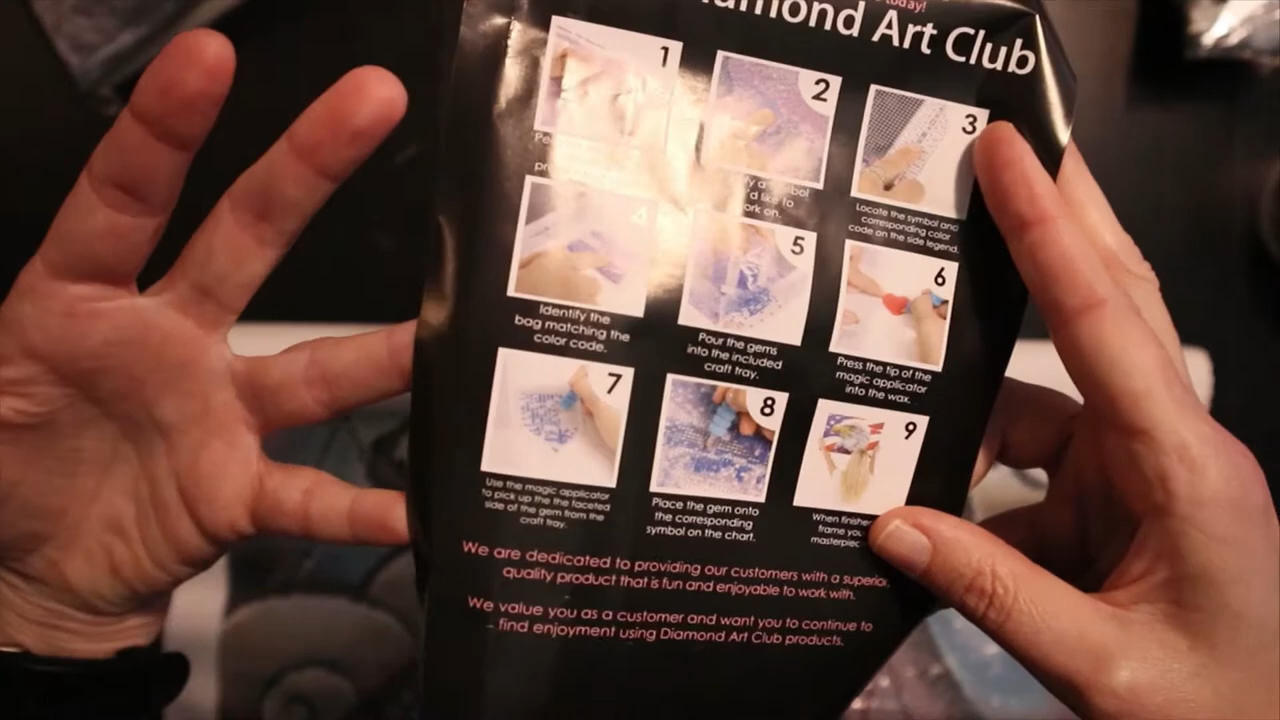 today!
Diamond Art Club
1
2
3
symbol
d like to
ork on.
Locate the symbol and
corresponding color
code on the side legend.
4
5
6
Identify the
bag matching the
color code.
Pour the gems
into the included
craft tray.
Press the tip of the
magic applicator
into the wax.
7
8
9
Use the magic applicator
to pick up the the faceted
side of the gem from the
craft tray.
Place the gem onto
the corresponding
symbol on the chart.
When finishe
frame you
masterpiec
We are dedicated to providing our customers with a superior,
quality product that is fun and enjoyable to work with.
We value you as a customer and want you to continue to
find enjoyment using Diamond Art Club products.